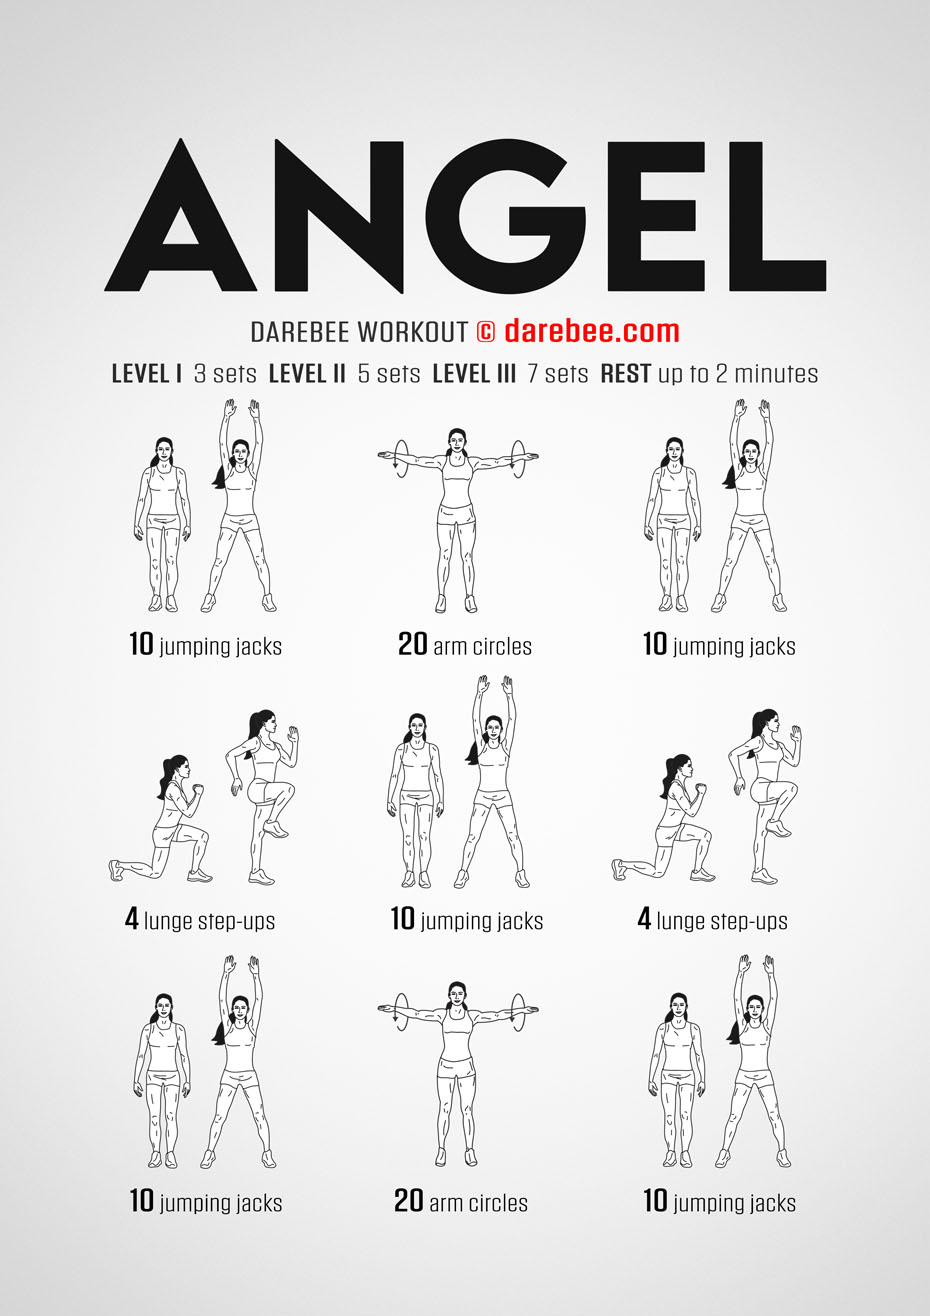 ANGEL
DAREBEE WORKOUT © darebee.com
LEVEL I 3 sets LEVEL II 5 sets LEVEL III 7 sets REST up to 2 minutes
10 jumping jacks
20 arm circles
10 jumping jacks
4 lunge step-ups
10 jumping jacks
4 lunge step-ups
10 jumping jacks
20 arm circles
10 jumping jacks